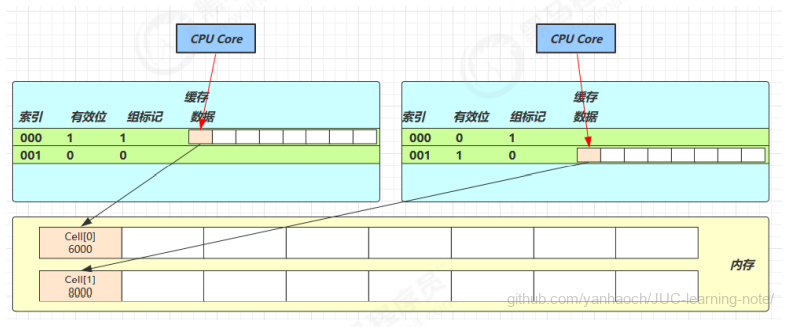 CPU Core
CPU Core
缓存
索引 有效位 组标记 数据
000 1 1
001 0 0
缓存
索引 有效位 组标记 数据
000 0 1
001 1 0
Cell[0]
6000
Cell[1]
8000
内存
github.com/yanhaoch/JUC-learning-note/